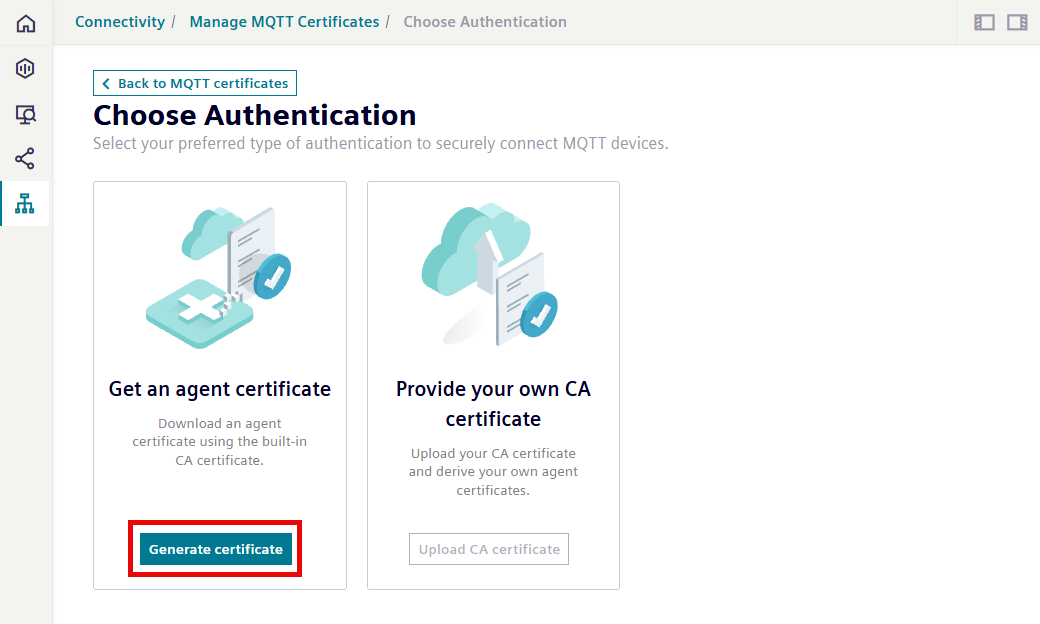 Connectivity / Manage MQTT Certificates / Choose Authentication
Back to MQTT certificates
Choose Authentication
Select your preferred type of authentication to securely connect MQTT devices.
Get an agent certificate
Download an agent
certificate using the built-in
CA certificate.
Generate certificate
Provide your own CA
certificate
Upload your CA certificate
and derive your own agent
certificates.
Upload CA certificate